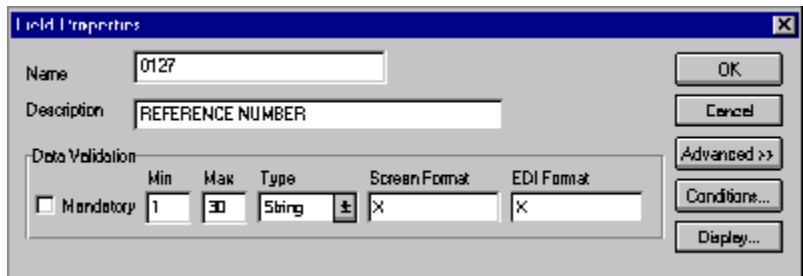 Field Properties
Name 0127 OK
Description REFERENCE NUMBER Cancel
Data Validation Advanced >>
Min Max Type Screen Format EDI Format
Mandatory 1 30 String X X Conditions...
Display...